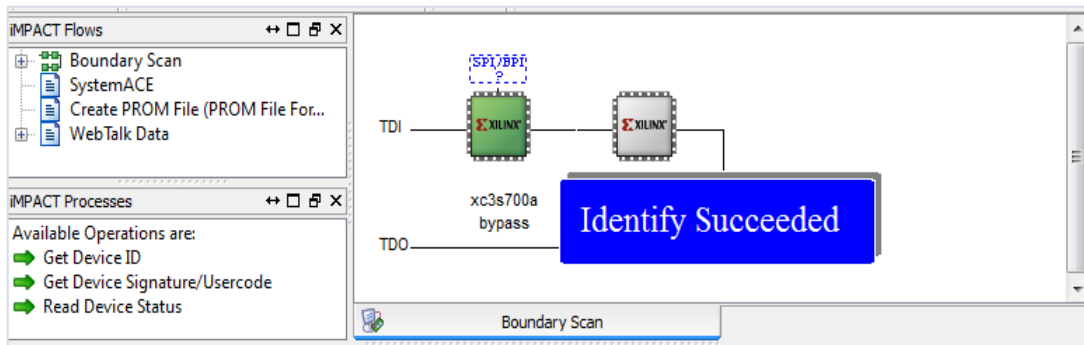 iMPACT Flows
Boundary Scan
SystemACE
Create PROM File (PROM File For...
WebTalk Data
iMPACT Processes
Available Operations are:
Get Device ID
Get Device Signature/Usercode
Read Device Status
SPI/BPI
?
TDI
XILINX
XILINX
xc3s700a
bypass
TDO
Identify Succeeded
Boundary Scan